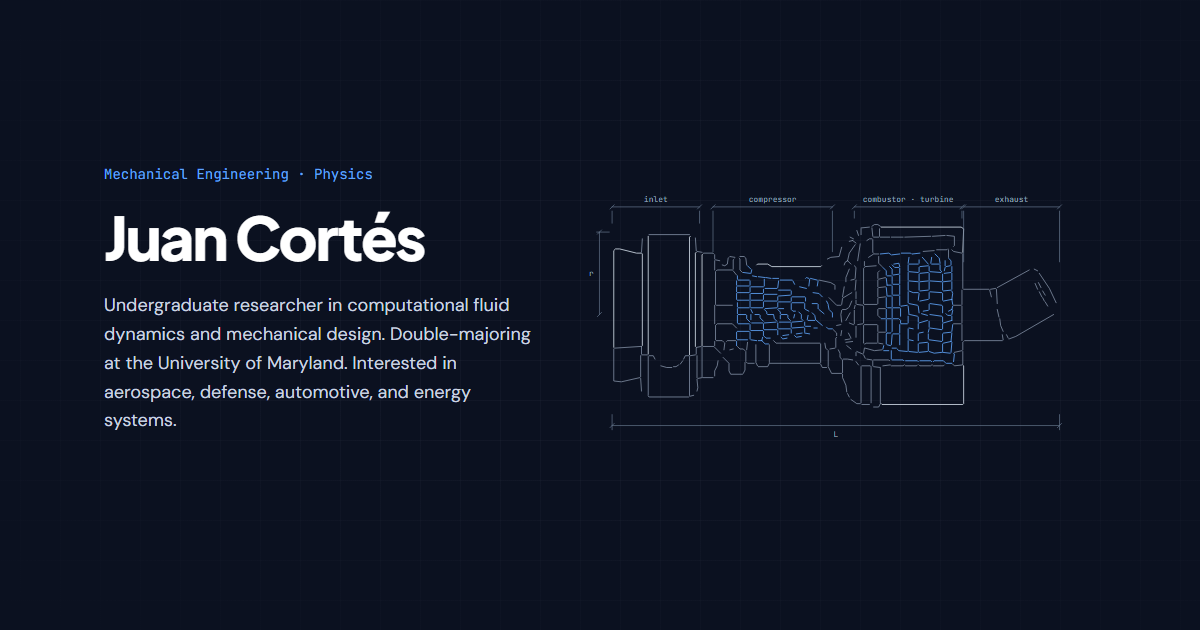 Mechanical Engineering · Physics
Juan Cortés
Undergraduate researcher in computational fluid
dynamics and mechanical design. Double-majoring
at the University of Maryland. Interested in
aerospace, defense, automotive, and energy
systems.
inlet
compressor
combustor · turbine
exhaust
r
L